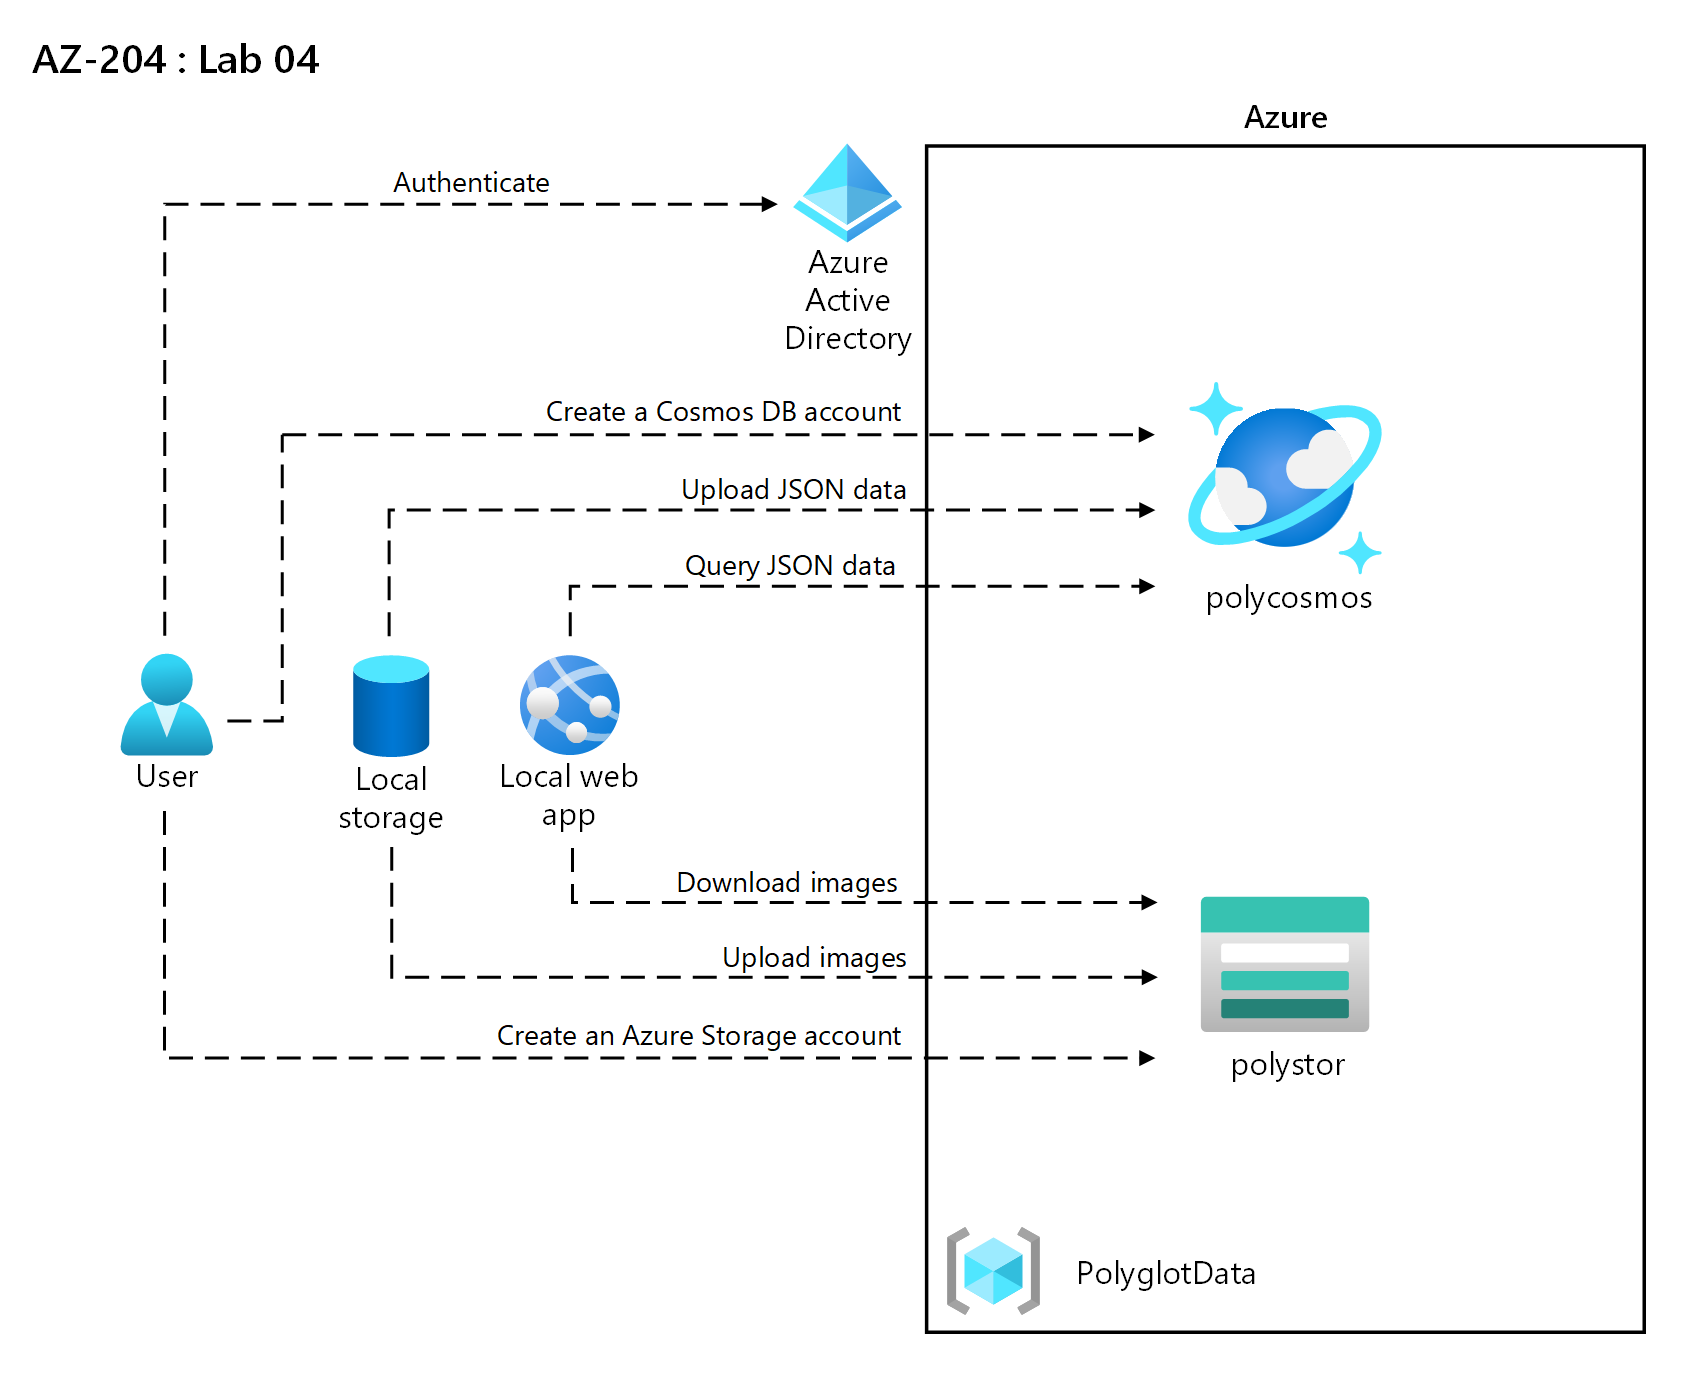 AZ-204 : Lab 04
Azure
Authenticate
Azure
Active
Directory
Create a Cosmos DB account
Upload JSON data
Query JSON data
polycosmos
User
Local
storage
Local web
app
Download images
Upload images
Create an Azure Storage account
polystor
PolyglotData